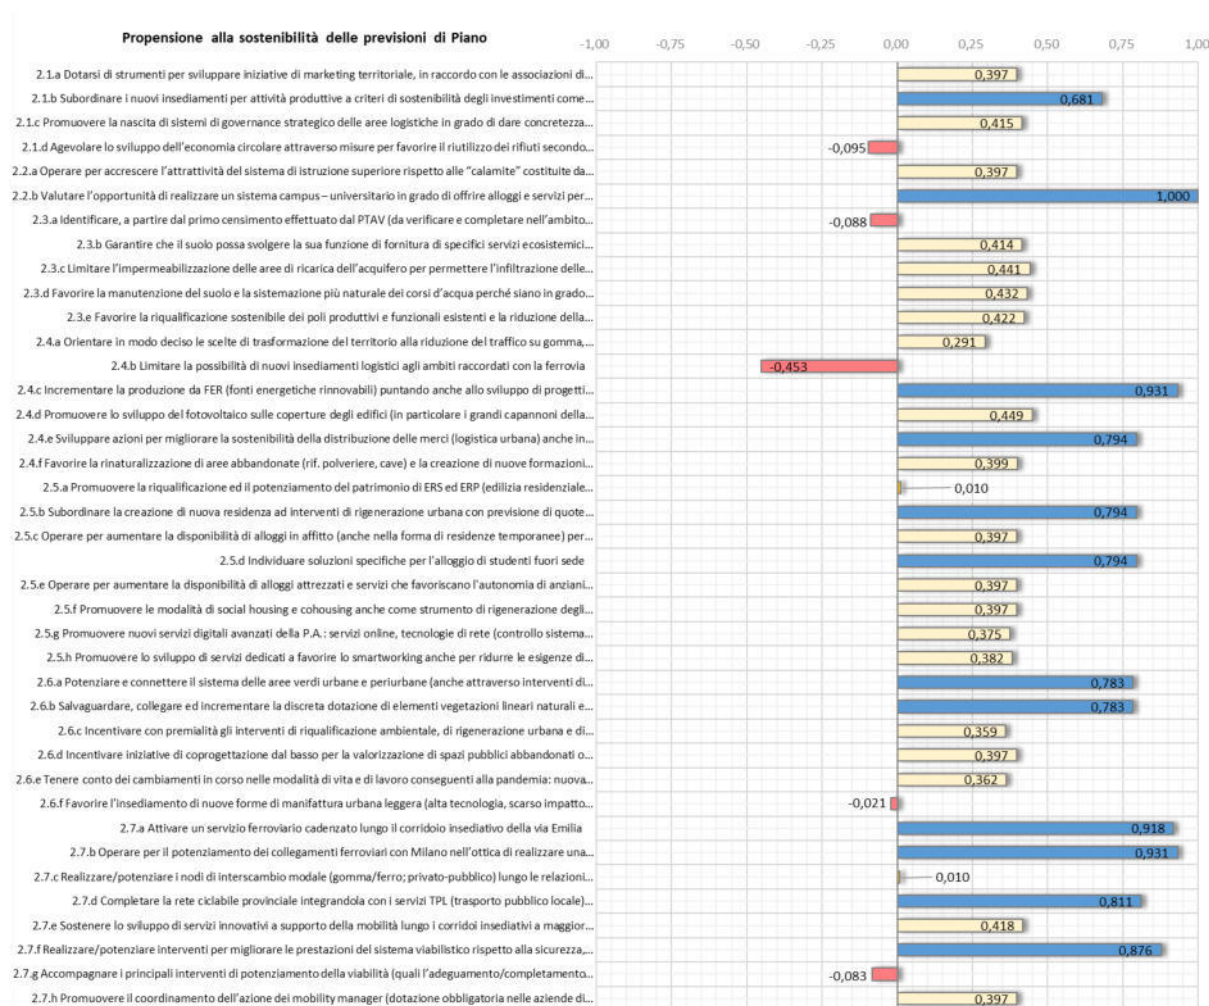 Propensione alla sostenibilità delle previsioni di Piano
-1,00 -0,75 -0,50 -0,25 0,00 0,25 0,50 0,75 1,00
2.1.a Dotarsi di strumenti per sviluppare iniziative di marketing territoriale, in raccordo con le associazioni di... 0,397
2.1.b Subordinare i nuovi insediamenti per attività produttive a criteri di sostenibilità degli investimenti come... 0,681
2.1.c Promuovere la nascita di sistemi di governance strategico delle aree logistiche in grado di dare concretezza... 0,415
2.1.d Agevolare lo sviluppo dell'economia circolare attraverso misure per favorire il riutilizzo dei rifiuti secondo... -0,095
2.2.a Operare per accrescere l'attrattività del sistema di istruzione superiore rispetto alle "calamite" costituite da... 0,397
2.2.b Valutare l'opportunità di realizzare un sistema campus – universitario in grado di offrire alloggi e servizi per... 1,000
2.3.a Identificare, a partire dal primo censimento effettuato dal PTAV (da verificare e completare nell'ambito... -0,088
2.3.b Garantire che il suolo possa svolgere la sua funzione di fornitura di specifici servizi ecosistemici... 0,414
2.3.c Limitare l'impermeabilizzazione delle aree di ricarica dell'acquifero per permettere l'infiltrazione delle... 0,441
2.3.d Favorire la manutenzione del suolo e la sistemazione più naturale dei corsi d'acqua perché siano in grado... 0,432
2.3.e Favorire la riqualificazione sostenibile dei poli produttivi e funzionali esistenti e la riduzione della... 0,422
2.4.a Orientare in modo deciso le scelte di trasformazione del territorio alla riduzione del traffico su gomma,... 0,291
2.4.b Limitare la possibilità di nuovi insediamenti logistici agli ambiti raccordati con la ferrovia -0,453
2.4.c Incrementare la produzione da FER (fonti energetiche rinnovabili) puntando anche allo sviluppo di progetti... 0,931
2.4.d Promuovere lo sviluppo del fotovoltaico sulle coperture degli edifici (in particolare i grandi capannoni della... 0,449
2.4.e Sviluppare azioni per migliorare la sostenibilità della distribuzione delle merci (logistica urbana) anche in... 0,794
2.4.f Favorire la rinaturalizzazione di aree abbandonate (rif. polveriere, cave) e la creazione di nuove formazioni... 0,399
2.5.a Promuovere la riqualificazione ed il potenziamento del patrimonio di ERS ed ERP (edilizia residenziale... 0,010
2.5.b Subordinare la creazione di nuova residenza ad interventi di rigenerazione urbana con previsione di quote... 0,794
2.5.c Operare per aumentare la disponibilità di alloggi in affitto (anche nella forma di residenze temporanee) per... 0,397
2.5.d Individuare soluzioni specifiche per l'alloggio di studenti fuori sede 0,794
2.5.e Operare per aumentare la disponibilità di alloggi attrezzati e servizi che favoriscano l'autonomia di anziani... 0,397
2.5.f Promuovere le modalità di social housing e cohousing anche come strumento di rigenerazione degli... 0,397
2.5.g Promuovere nuovi servizi digitali avanzati della P.A.: servizi online, tecnologie di rete (controllo sistema... 0,375
2.5.h Promuovere lo sviluppo di servizi dedicati a favorire lo smartworking anche per ridurre le esigenze di... 0,382
2.6.a Potenziare e connettere il sistema delle aree verdi urbane e periurbane (anche attraverso interventi di... 0,783
2.6.b Salvaguardare, collegare ed incrementare la discreta dotazione di elementi vegetazioni lineari naturali e... 0,783
2.6.c Incentivare con premialità gli interventi di riqualificazione ambientale, di rigenerazione urbana e di... 0,359
2.6.d Incentivare iniziative di coprogettazione dal basso per la valorizzazione di spazi pubblici abbandonati o... 0,397
2.6.e Tenere conto dei cambiamenti in corso nelle modalità di vita e di lavoro conseguenti alla pandemia: nuova... 0,362
2.6.f Favorire l'insediamento di nuove forme di manifattura urbana leggera (alta tecnologia, scarso impatto... -0,021
2.7.a Attivare un servizio ferroviario cadenzato lungo il corridoio insediativo della via Emilia 0,918
2.7.b Operare per il potenziamento dei collegamenti ferroviari con Milano nell'ottica di realizzare una... 0,931
2.7.c Realizzare/potenziare i nodi di interscambio modale (gomma/ferro; privato-pubblico) lungo le relazioni... 0,010
2.7.d Completare la rete ciclabile provinciale integrandola con i servizi TPL (trasporto pubblico locale)... 0,811
2.7.e Sostenere lo sviluppo di servizi innovativi a supporto della mobilità lungo i corridoi insediativi a maggior... 0,418
2.7.f Realizzare/potenziare interventi per migliorare le prestazioni del sistema viabilistico rispetto alla sicurezza,... 0,876
2.7.g Accompagnare i principali interventi di potenziamento della viabilità (quali l'adeguamento/completamento... -0,083
2.7.h Promuovere il coordinamento dell'azione dei mobility manager (dotazione obbligatoria nelle aziende di... 0,397